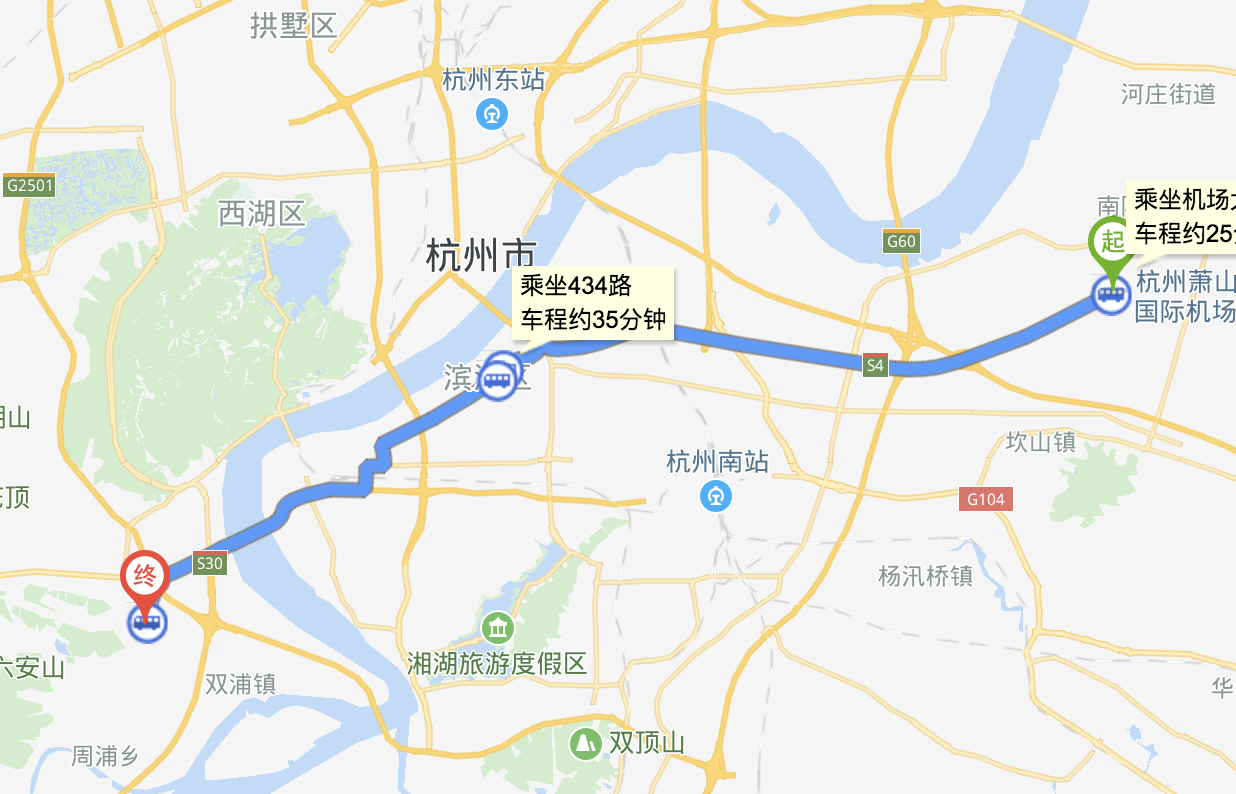 拱墅区
杭州东站
河庄街道
G2501
西湖区
南
乘坐机场
车程约25
G60
起
杭州市
杭州萧山
国际机场
乘坐434路
车程约35分钟
S4
滨
区
山
坎山镇
杭州南站
顶
G104
S30
终
杨汛桥镇
六安山
湘湖旅游度假区
双浦镇
华
双顶山
周浦乡